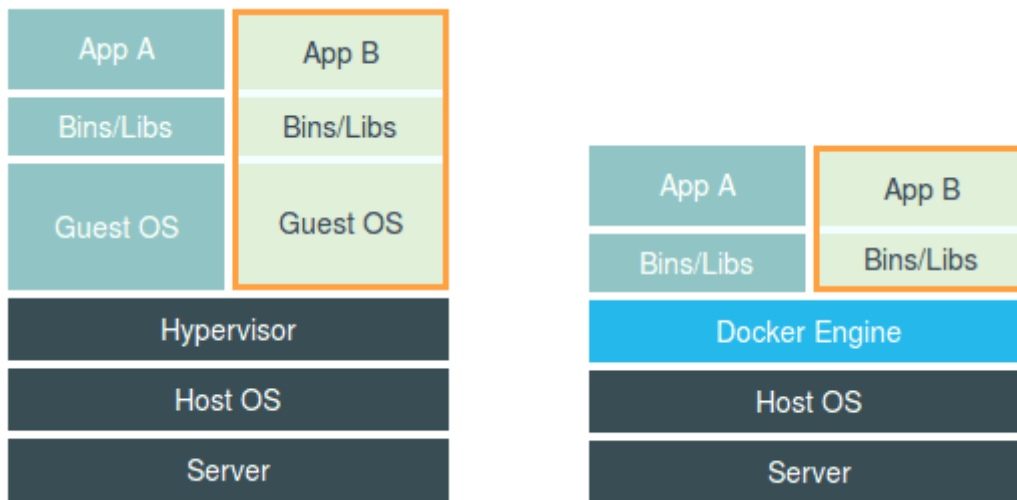 App A
App B
Bins/Libs
Bins/Libs
Guest OS
Guest OS
Hypervisor
Host OS
Server
App A
App B
Bins/Libs
Bins/Libs
Docker Engine
Host OS
Server